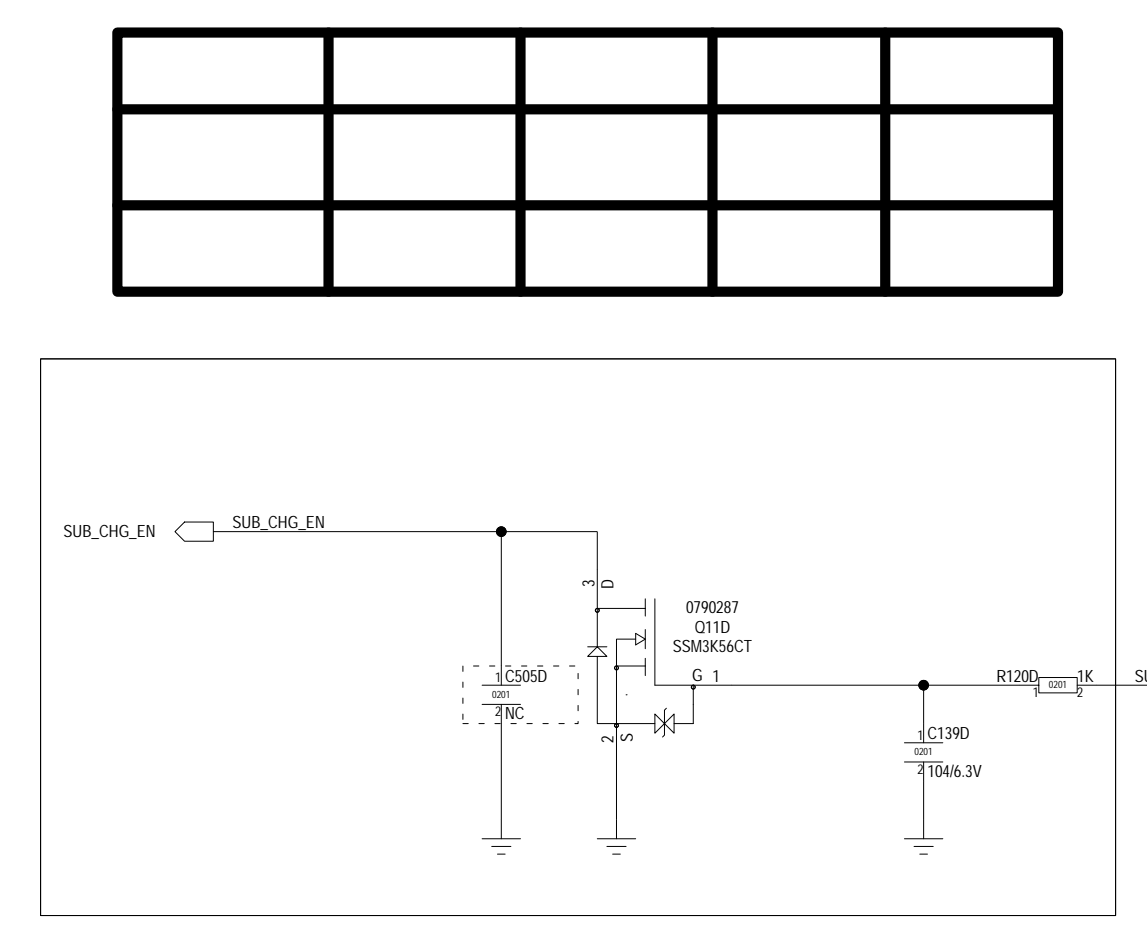 SUB_CHG_EN
SUB_CHG_EN
3
D
0790287
Q11D
SSM3K56CT
G 1
2
S
1 C505D
0201
2 NC
R120D 1K
1 0201 2
SU
1 C139D
0201
2 104/6.3V